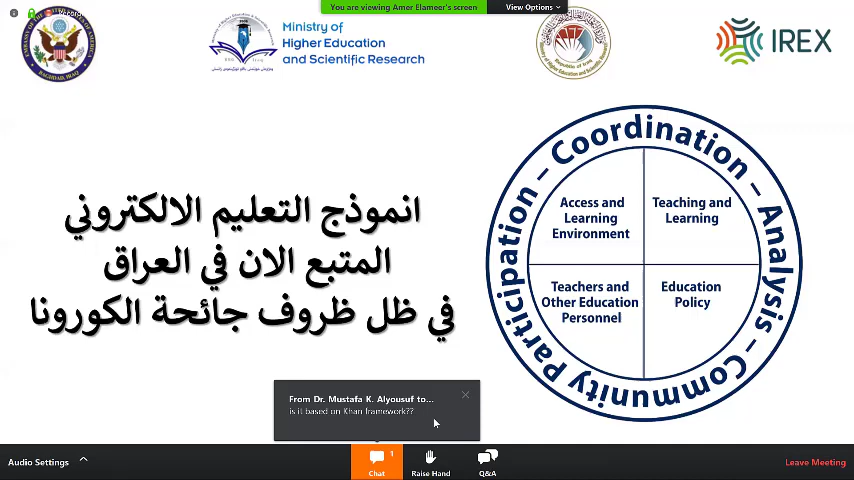 You are viewing Amer Elameer's screen
View Options
Ministry of
Higher Education
and Scientific Research
IREX
انموذج التعليم الالكتروني
المتبع الان في العراق
في ظل ظروف جائحة الكورونا
Coordination – Analysis – Community Participation –
Access and
Learning
Environment
Teaching and
Learning
Teachers and
Other Education
Personnel
Education
Policy
From Dr. Mustafa K. Alyousuf to...
is it based on Khan framework??
Audio Settings
Chat
1
Raise Hand
Q&A
Leave Meeting